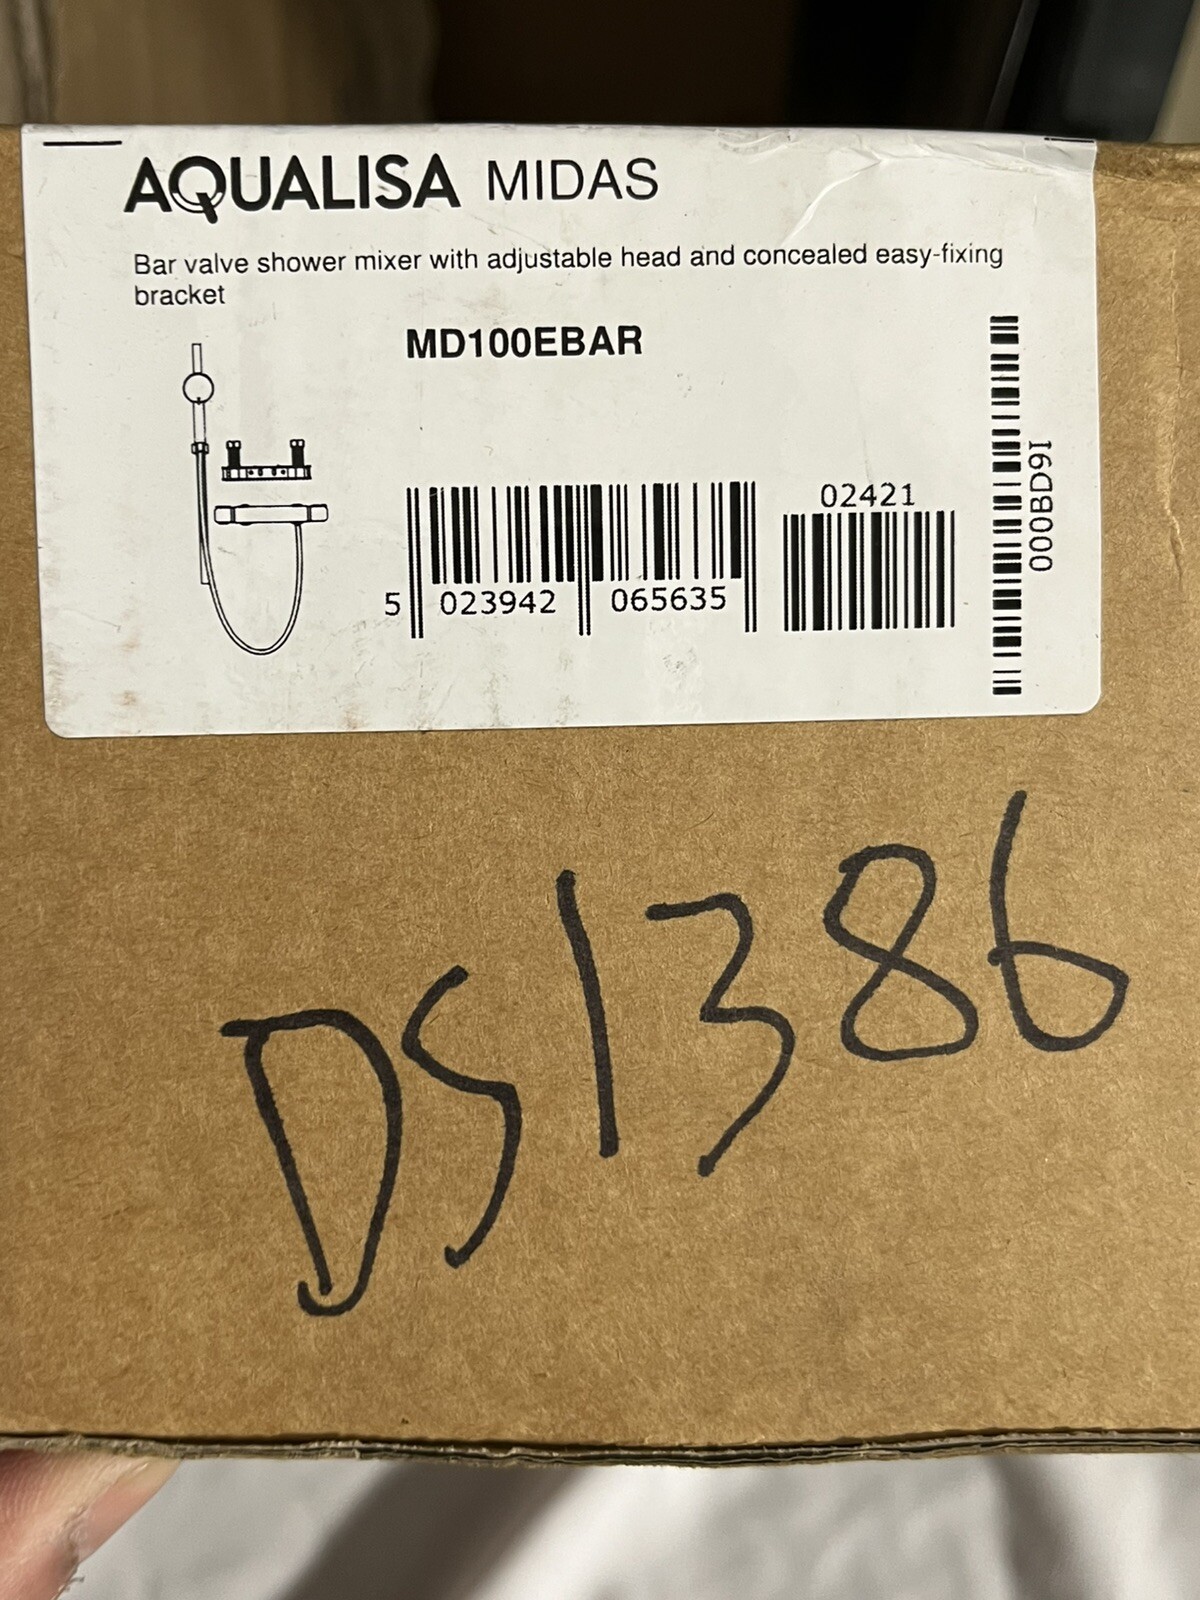 AQUALISA MIDAS
Bar valve shower mixer with adjustable head and concealed easy-fixing
bracket
MD100EBAR
02421
5 023942 065635
000BD91
DS1386